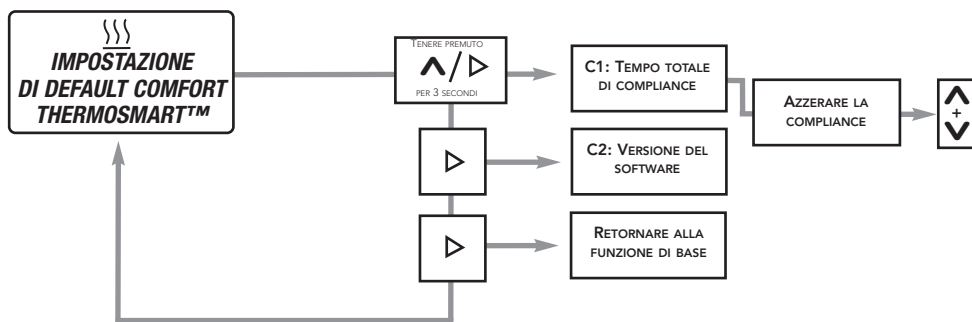 IMPOSTAZIONE
DI DEFAULT COMFORT
THERMOSMART™
TENERE PREMUTO
/
PER 3 SECONDI
C1: TEMPO TOTALE
DI COMPLIANCE
AZZERARE LA
COMPLIANCE
+
C2: VERSIONE DEL
SOFTWARE
RETORNARE ALLA
FUNZIONE DI BASE